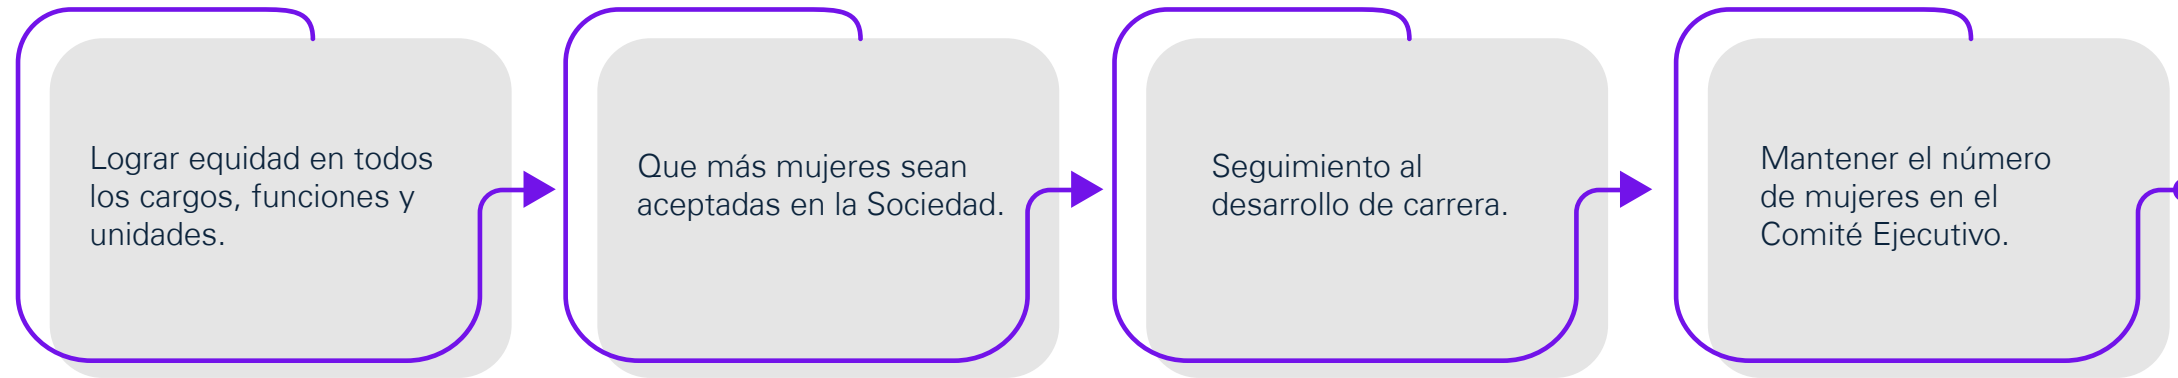 Lograr equidad en todos
los cargos, funciones y
unidades.
Que más mujeres sean
aceptadas en la Sociedad.
Seguimiento al
desarrollo de carrera.
Mantener el número
de mujeres en el
Comité Ejecutivo.